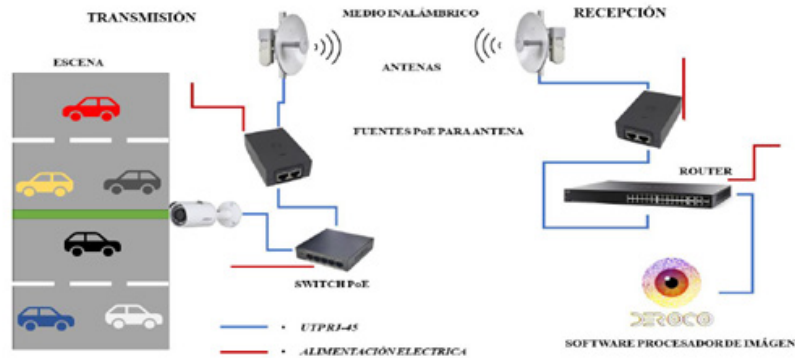 TRANSMISIÓN
MEDIO INALÁMBRICO
RECEPCIÓN
ESCENA
ANTENAS
FUENTES PoE PARA ANTENA
ROUTER
SWITCH PoE
• UTPRJ-45
• ALIMENTACIÓN ELECTRICA
SOFTWARE PROCESADOR DE IMÁGEN